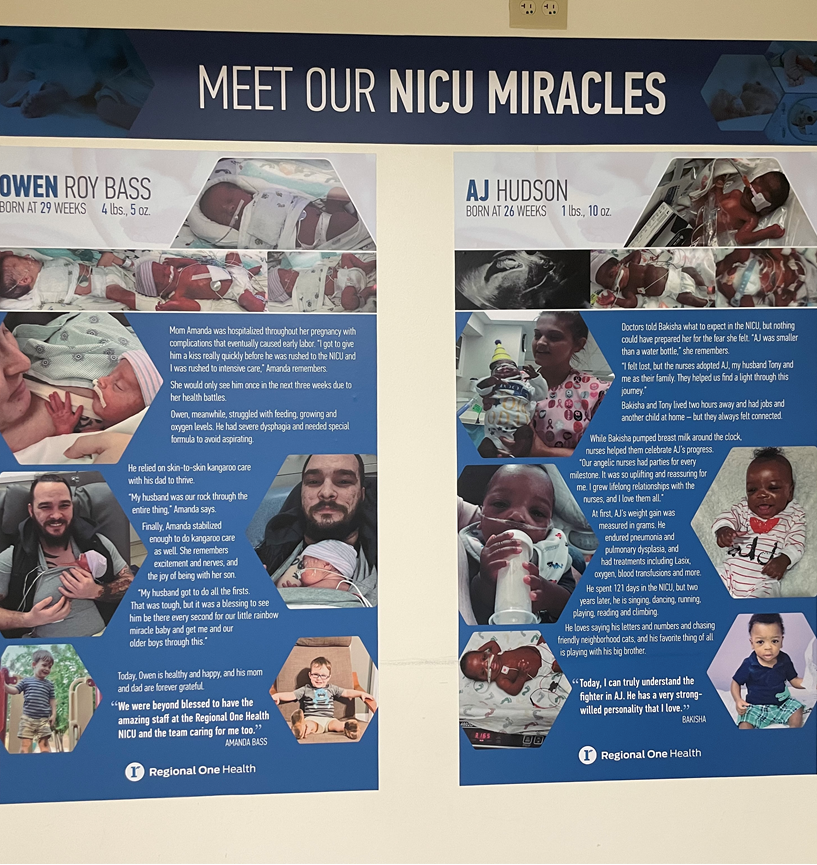 MEET OUR NICU MIRACLES
OWEN ROY BASS
BORN AT 29 WEEKS 4 lbs., 5 oz.
Mom Amanda was hospitalized throughout her pregnancy with
complications that eventually caused early labor. "I got to give
him a kiss really quickly before he was rushed to the NICU and
I was rushed to intensive care," Amanda remembers.
She would only see him once in the next three weeks due to
her health battles.
Owen, meanwhile, struggled with feeding, growing and
oxygen levels. He had severe dysphagia and needed special
formula to avoid aspirating.
He relied on skin-to-skin kangaroo care
with his dad to thrive.
"My husband was our rock through the
entire thing," Amanda says.
Finally, Amanda stabilized
enough to do kangaroo care
as well. She remembers
excitement and nerves, and
the joy of being with her son.
"My husband got to do all the firsts.
That was tough, but it was a blessing to see
him be there every second for our little rainbow
miracle baby and get me and our
older boys through this."
Today, Owen is healthy and happy, and his mom
and dad are forever grateful.
"We were beyond blessed to have the
amazing staff at the Regional One Health
NICU and the team caring for me too."
AMANDA BASS
r Regional One Health
AJ HUDSON
BORN AT 26 WEEKS 1 lbs., 10 oz.
Doctors told Bakisha what to expect in the NICU, but nothing
could have prepared her for the fear she felt. "AJ was smaller
than a water bottle," she remembers.
"I felt lost, but the nurses adopted AJ, my husband Tony and
me as their family. They helped us find a light through this
journey."
Bakisha and Tony lived two hours away and had jobs and
another child at home – but they always felt connected.
While Bakisha pumped breast milk around the clock,
nurses helped them celebrate AJ's progress.
"Our angelic nurses had parties for every
milestone. It was so uplifting and reassuring for
me. I grew lifelong relationships with the
nurses, and I love them all."
At first, AJ's weight gain was
measured in grams. He
endured pneumonia and
pulmonary dysplasia, and
had treatments including Lasix,
oxygen, blood transfusions and more.
He spent 121 days in the NICU, but two
years later, he is singing, dancing, running,
playing, reading and climbing.
He loves saying his letters and numbers and chasing
friendly neighborhood cats, and his favorite thing of all
is playing with his big brother.
"Today, I can truly understand the
fighter in AJ. He has a very strong-
willed personality that I love."
BAKISHA
r Regional One Health